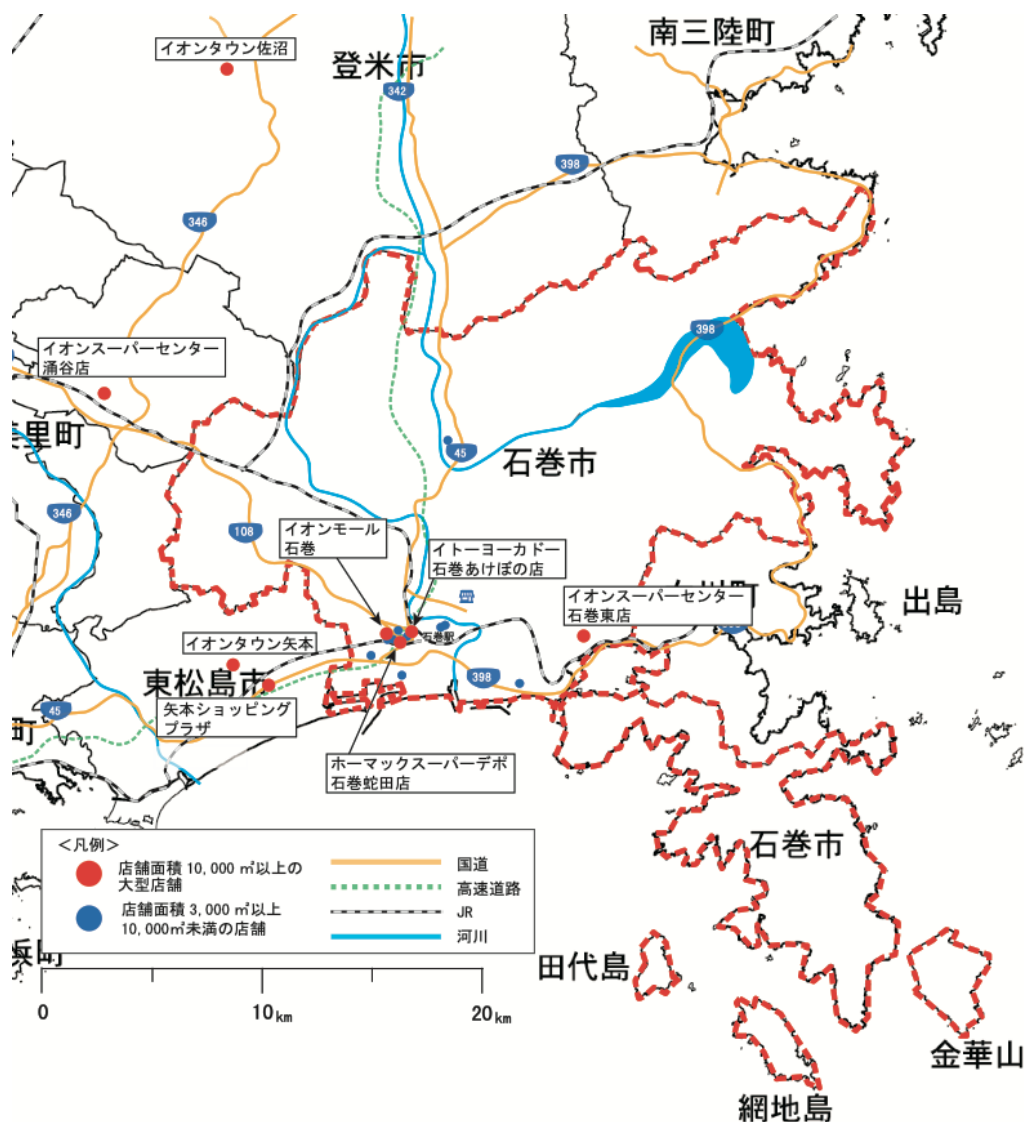 イオンタウン佐沼
登米市
南三陸町
342
398
346
イオンスーパーセンター
涌谷店
398
里町
45
石巻市
346
108
イオンモール
石巻
イトーヨーカドー
石巻あけぼの店
イオンスーパーセンター
石巻東店
出島
石巻駅
イオンタウン矢本
東松島市
398
矢本ショッピング
プラザ
45
町
ホーマックスーパーデポ
石巻蛇田店
石巻市
<凡例>
店舗面積 10,000 ㎡以上の
大型店舗
店舗面積 3,000 ㎡以上
10,000㎡未満の店舗
国道
高速道路
JR
河川
浜町
0
10km
20km
田代島
金華山
網地島